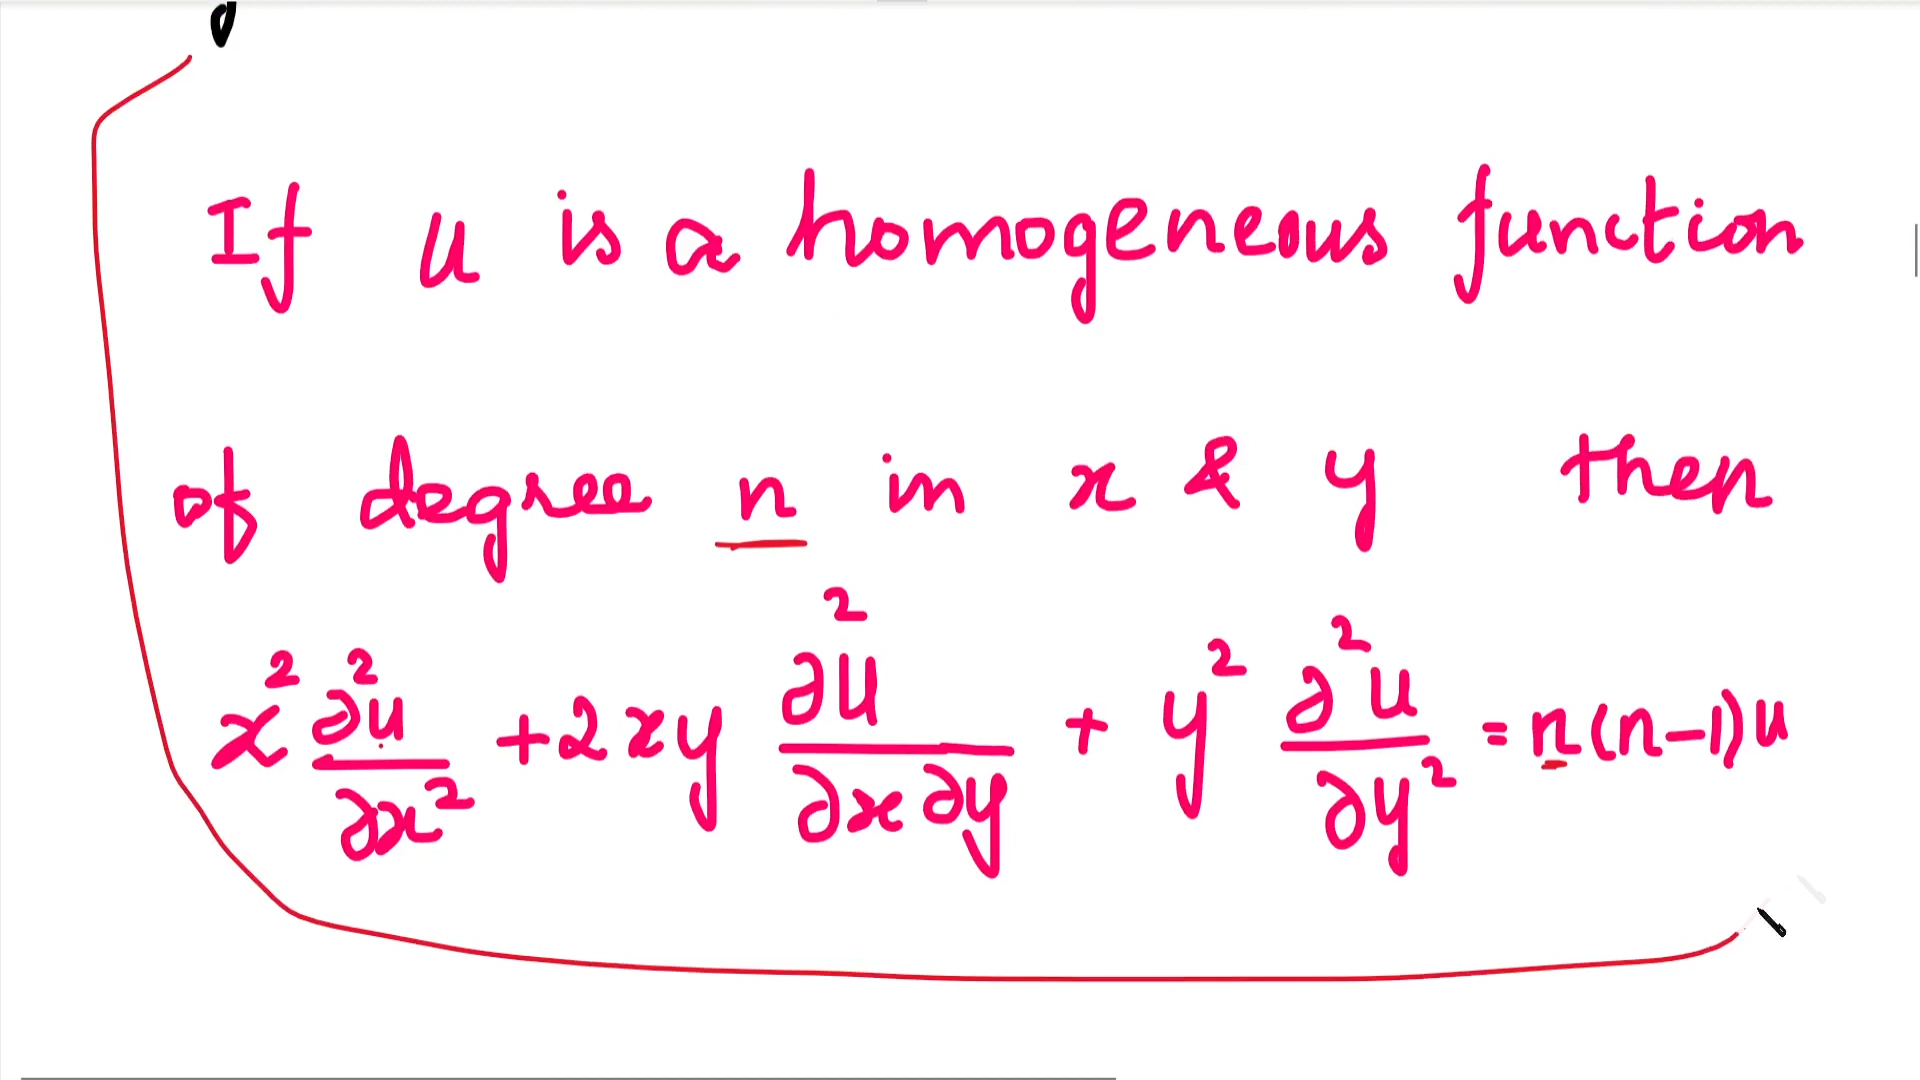 If u is a homogeneous function
of degree n in x & y then
x² ∂²u/∂x² + 2xy ∂²u/∂x∂y + y² ∂²u/∂y² = n(n-1)u